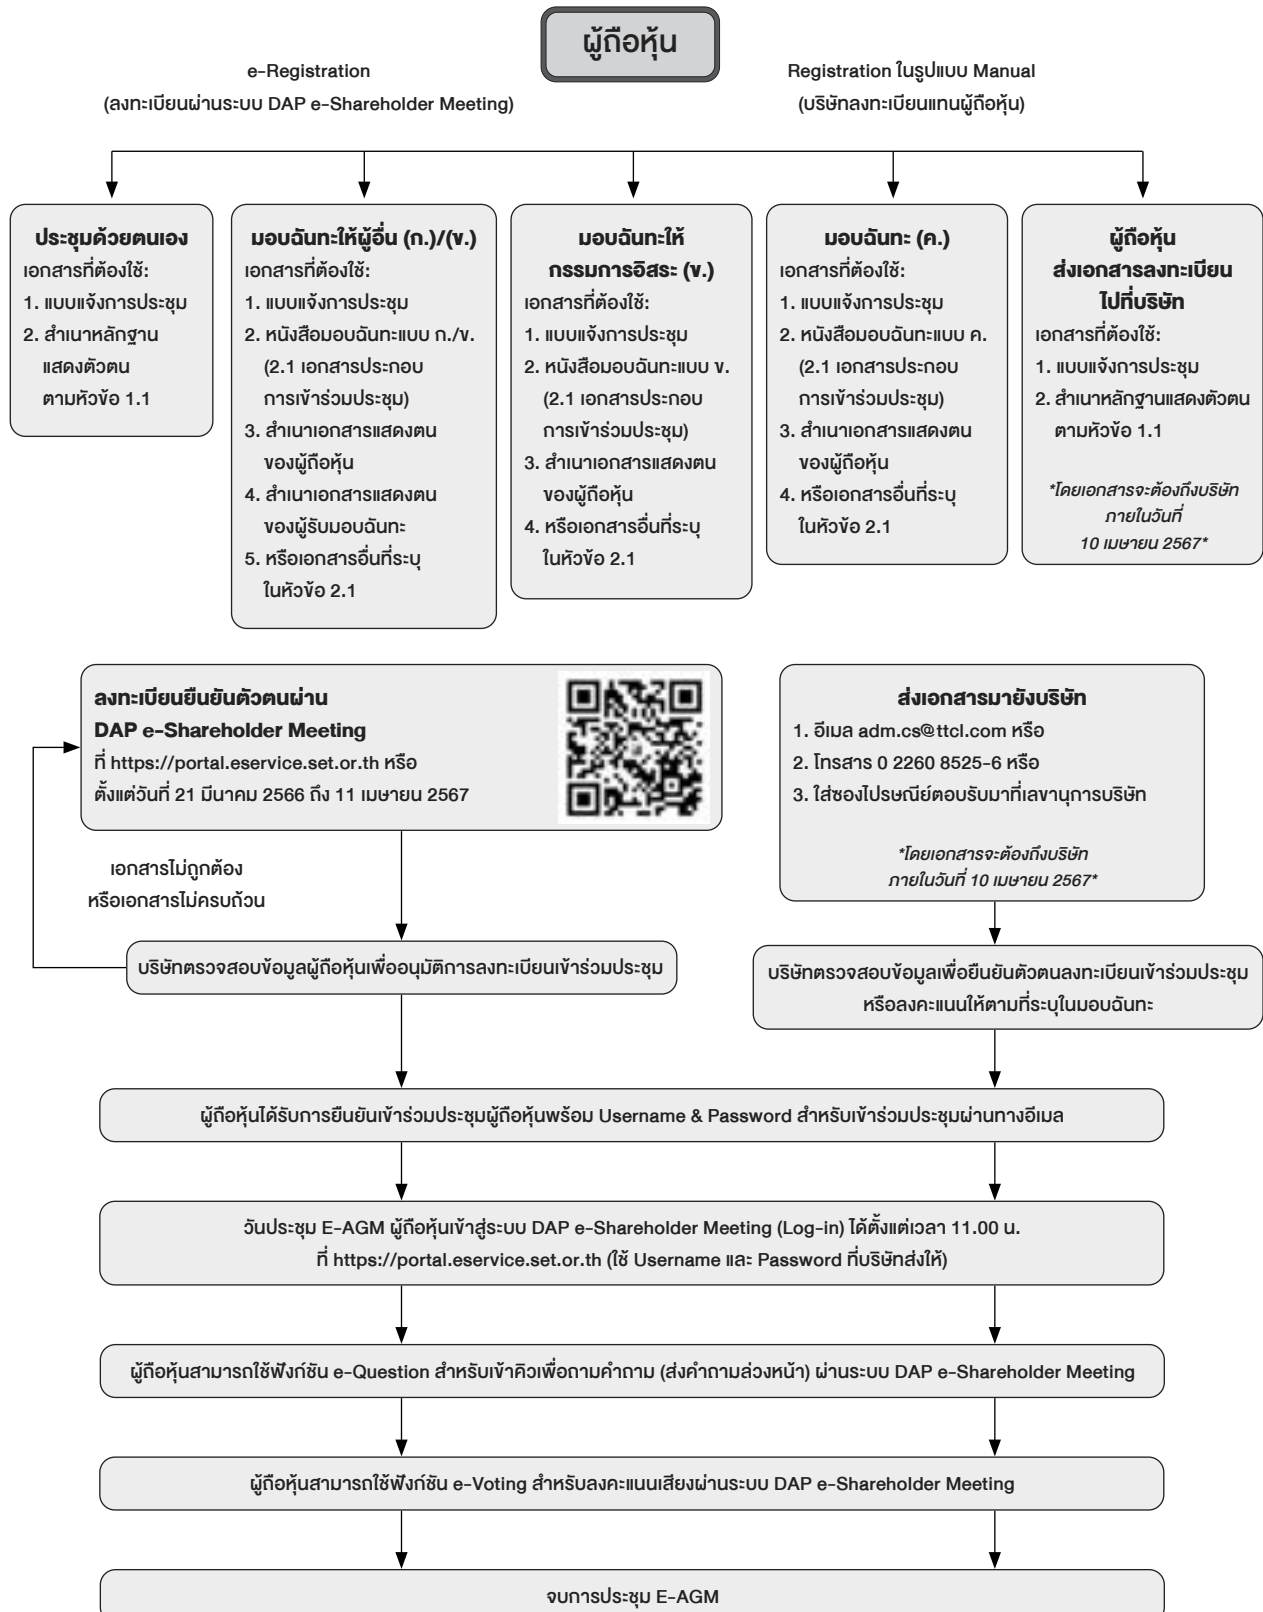 ผู้ถือหุ้น
e-Registration
(ลงทะเบียนผ่านระบบ DAP e-Shareholder Meeting)
Registration ในรูปแบบ Manual
(บริษัทลงทะเบียนแทนผู้ถือหุ้น)
ประชุมด้วยตนเอง
เอกสารที่ต้องใช้:
1. แบบแจ้งการประชุม
2. สำเนาหลักฐาน
แสดงตัวตน
ตามหัวข้อ 1.1
มอบฉันทะให้ผู้อื่น (ก.)/(ข.)
เอกสารที่ต้องใช้:
1. แบบแจ้งการประชุม
2. หนังสือมอบฉันทะแบบ ก./ข.
(2.1 เอกสารประกอบ
การเข้าร่วมประชุม)
3. สำเนาเอกสารแสดงตน
ของผู้ถือหุ้น
4. สำเนาเอกสารแสดงตน
ของผู้รับมอบฉันทะ
5. หรือเอกสารอื่นที่ระบุ
ในหัวข้อ 2.1
มอบฉันทะให้
กรรมการอิสระ (ข.)
เอกสารที่ต้องใช้:
1. แบบแจ้งการประชุม
2. หนังสือมอบฉันทะแบบ ข.
(2.1 เอกสารประกอบ
การเข้าร่วมประชุม)
3. สำเนาเอกสารแสดงตน
ของผู้ถือหุ้น
4. หรือเอกสารอื่นที่ระบุ
ในหัวข้อ 2.1
มอบฉันทะ (ค.)
เอกสารที่ต้องใช้:
1. แบบแจ้งการประชุม
2. หนังสือมอบฉันทะแบบ ค.
(2.1 เอกสารประกอบ
การเข้าร่วมประชุม)
3. สำเนาเอกสารแสดงตน
ของผู้ถือหุ้น
4. หรือเอกสารอื่นที่ระบุ
ในหัวข้อ 2.1
ผู้ถือหุ้น
ส่งเอกสารลงทะเบียน
ไปที่บริษัท
เอกสารที่ต้องใช้:
1. แบบแจ้งการประชุม
2. สำเนาหลักฐานแสดงตัวตน
ตามหัวข้อ 1.1
*โดยเอกสารจะต้องถึงบริษัท
ภายในวันที่
10 เมษายน 2567*
ลงทะเบียนยืนยันตัวตนผ่าน
DAP e-Shareholder Meeting
ที่ https://portal.eservice.set.or.th หรือ
ตั้งแต่วันที่ 21 มีนาคม 2566 ถึง 11 เมษายน 2567
ส่งเอกสารมายังบริษัท
1. อีเมล adm.cs@ttcl.com หรือ
2. โทรสาร 0 2260 8525-6 หรือ
3. ใส่ซองไปรษณีย์ตอบรับมาที่เลขานุการบริษัท
*โดยเอกสารจะต้องถึงบริษัท
ภายในวันที่ 10 เมษายน 2567*
เอกสารไม่ถูกต้อง
หรือเอกสารไม่ครบถ้วน
บริษัทตรวจสอบข้อมูลผู้ถือหุ้นเพื่ออนุมัติการลงทะเบียนเข้าร่วมประชุม
บริษัทตรวจสอบข้อมูลเพื่อยืนยันตัวตนลงทะเบียนเข้าร่วมประชุม
หรือลงคะแนนให้ตามที่ระบุในมอบฉันทะ
ผู้ถือหุ้นได้รับการยืนยันเข้าร่วมประชุมผู้ถือหุ้นพร้อม Username & Password สำหรับเข้าร่วมประชุมผ่านทางอีเมล
วันประชุม E-AGM ผู้ถือหุ้นเข้าสู่ระบบ DAP e-Shareholder Meeting (Log-in) ได้ตั้งแต่เวลา 11.00 น.
ที่ https://portal.eservice.set.or.th (ใช้ Username และ Password ที่บริษัทส่งให้)
ผู้ถือหุ้นสามารถใช้ฟังก์ชัน e-Question สำหรับเข้าคิวเพื่อถามคำถาม (ส่งคำถามล่วงหน้า) ผ่านระบบ DAP e-Shareholder Meeting
ผู้ถือหุ้นสามารถใช้ฟังก์ชัน e-Voting สำหรับลงคะแนนเสียงผ่านระบบ DAP e-Shareholder Meeting
จบการประชุม E-AGM